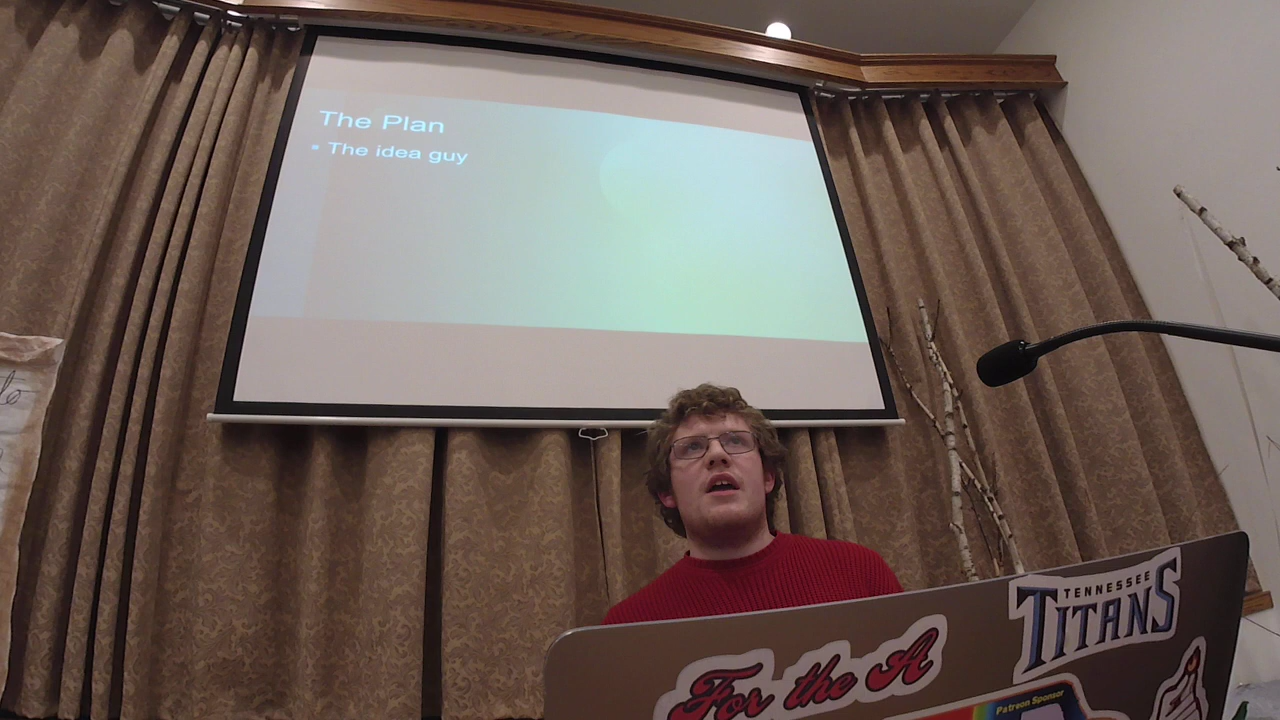 The Plan
• The idea guy
TENNESSEE
TITANS
For the A
Patreon Sponsor